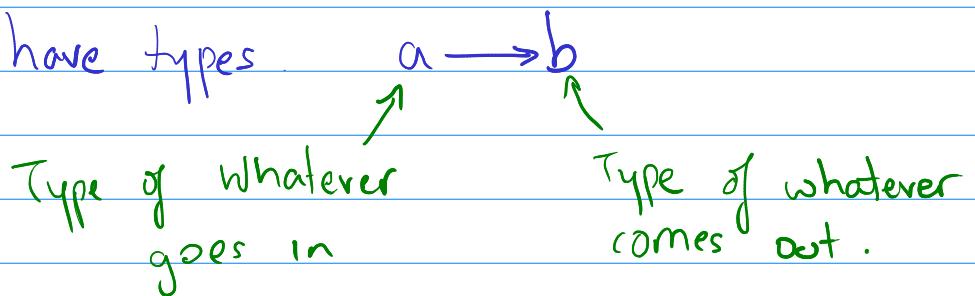 have types. a → b
Type of whatever Type of whatever
goes in comes out.